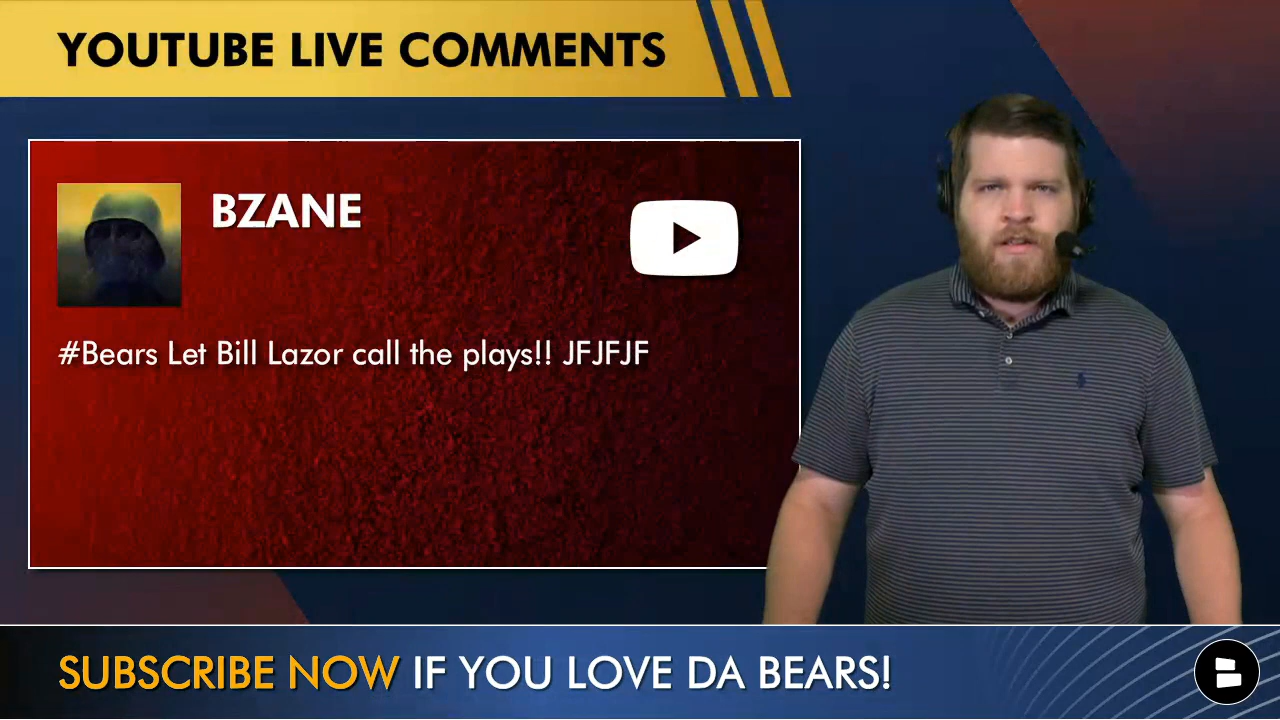 YOUTUBE LIVE COMMENTS
BZANE
#Bears Let Bill Lazor call the plays!! JFJFJF
SUBSCRIBE NOW IF YOU LOVE DA BEARS!